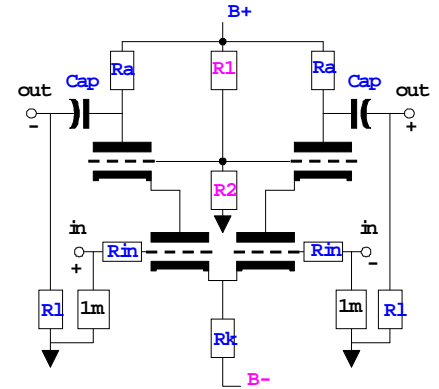 B+
Ra R1 Ra
Cap Cap
out out
- +
R2
in in
+ Rin Rin -
Rl 1m 1m Rl
Rk
B-